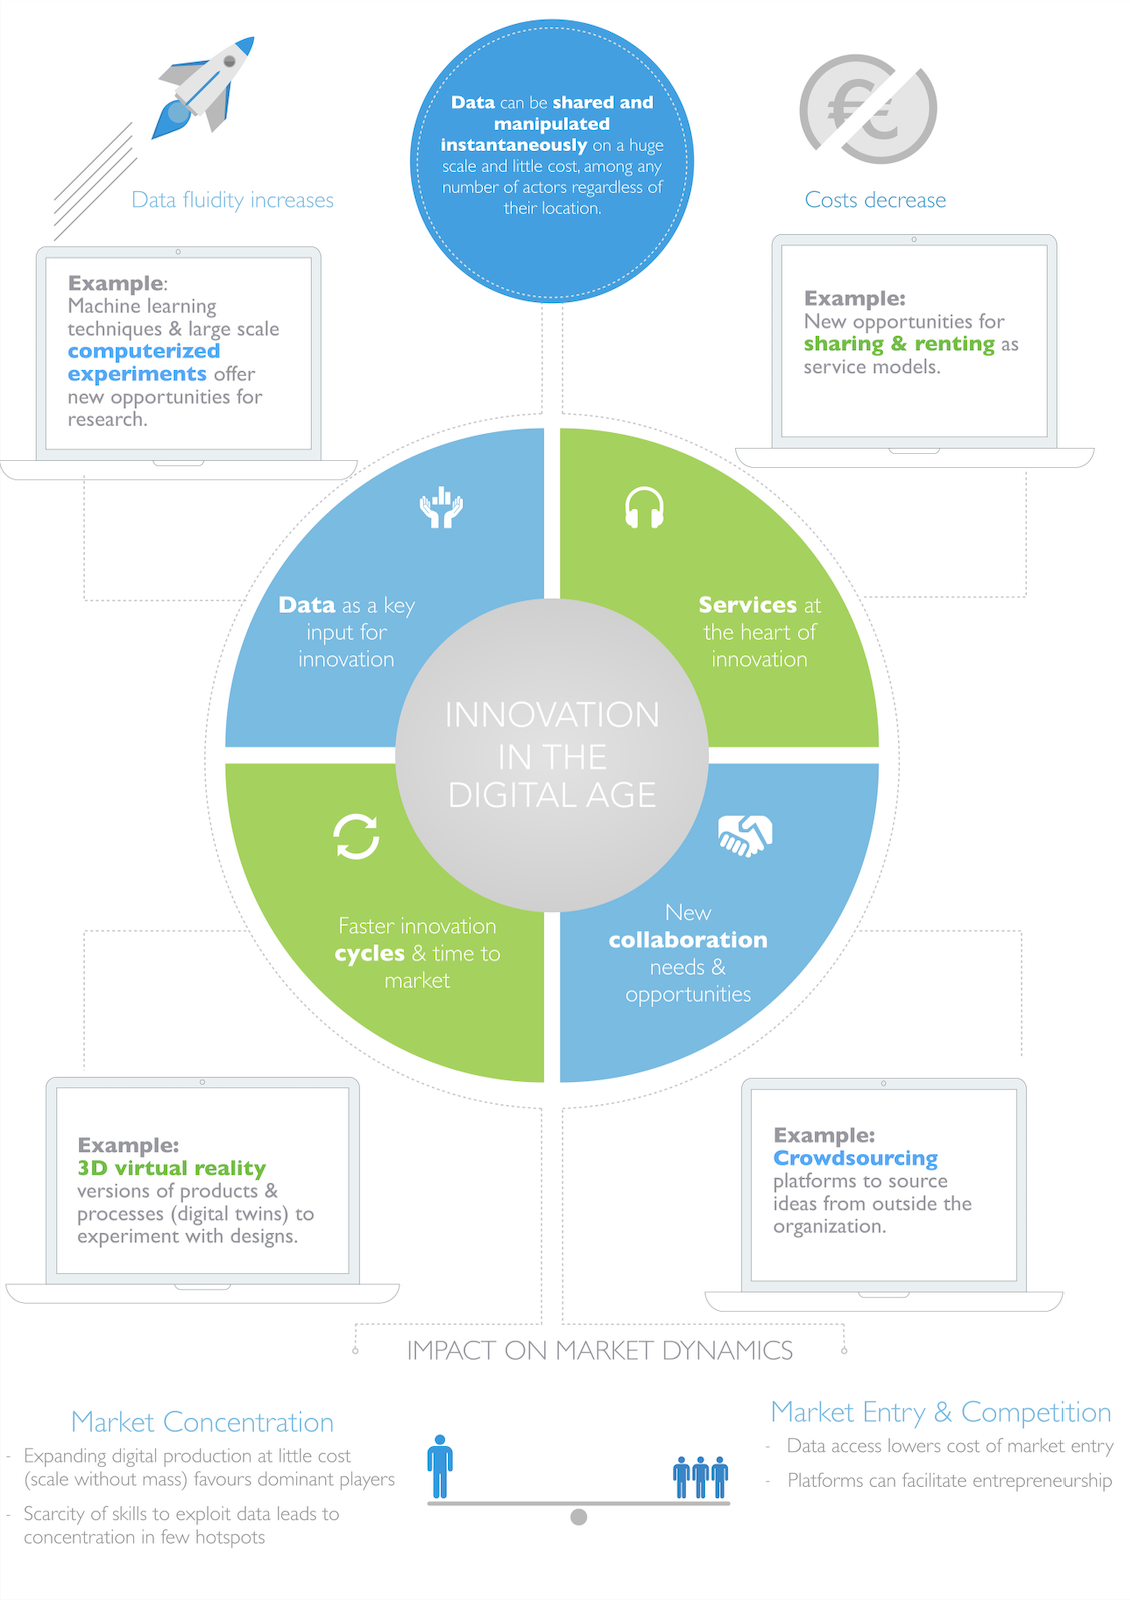 Data can be shared and
manipulated
instantaneously on a huge
scale and little cost, among any
number of actors regardless of
their location.
Data fluidity increases
Costs decrease
Example:
Machine learning
techniques & large scale
computerized
experiments offer
new opportunities for
research.
Example:
New opportunities for
sharing & renting as
service models.
Data as a key
input for
innovation
Services at
the heart of
innovation
INNOVATION
IN THE
DIGITAL AGE
Faster innovation
cycles & time to
market
New
collaboration
needs &
opportunities
Example:
3D virtual reality
versions of products &
processes (digital twins) to
experiment with designs.
Example:
Crowdsourcing
platforms to source
ideas from outside the
organization.
IMPACT ON MARKET DYNAMICS
Market Concentration
- Expanding digital production at little cost
(scale without mass) favours dominant players
- Scarcity of skills to exploit data leads to
concentration in few hotspots
Market Entry & Competition
- Data access lowers cost of market entry
- Platforms can facilitate entrepreneurship